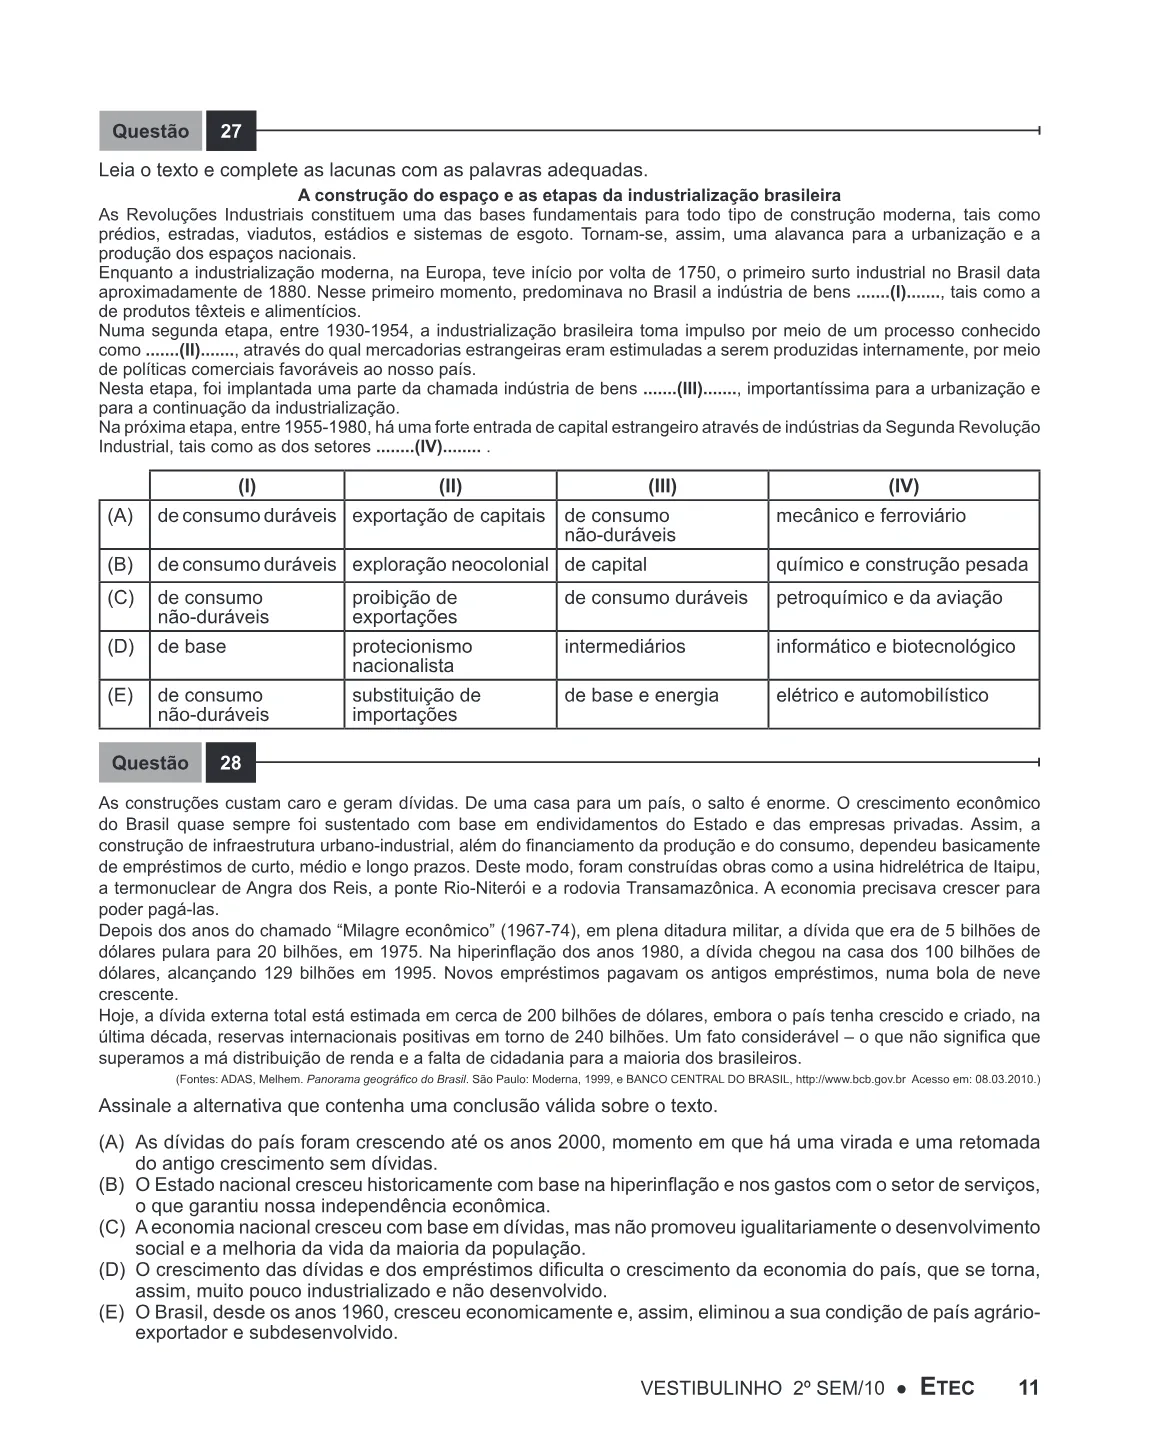 Questão 27
Leia o texto e complete as lacunas com as palavras adequadas.
A construção do espaço e as etapas da industrialização brasileira
As Revoluções Industriais constituem uma das bases fundamentais para todo tipo de construção moderna, tais como
prédios, estradas, viadutos, estádios e sistemas de esgoto. Tornam-se, assim, uma alavanca para a urbanização e a
produção dos espaços nacionais.
Enquanto a industrialização moderna, na Europa, teve início por volta de 1750, o primeiro surto industrial no Brasil data
aproximadamente de 1880. Nesse primeiro momento, predominava no Brasil a indústria de bens .......(I)......., tais como a
de produtos têxteis e alimentícios.
Numa segunda etapa, entre 1930-1954, a industrialização brasileira toma impulso por meio de um processo conhecido
como .......(II)......., através do qual mercadorias estrangeiras eram estimuladas a serem produzidas internamente, por meio
de políticas comerciais favoráveis ao nosso país.
Nesta etapa, foi implantada uma parte da chamada indústria de bens .......(III)......., importantíssima para a urbanização e
para a continuação da industrialização.
Na próxima etapa, entre 1955-1980, há uma forte entrada de capital estrangeiro através de indústrias da Segunda Revolução
Industrial, tais como as dos setores ........(IV)........ .
(I) (II) (III) (IV)
(A) de consumo duráveis exportação de capitais de consumo
não-duráveis mecânico e ferroviário
(B) de consumo duráveis exploração neocolonial de capital químico e construção pesada
(C) de consumo
não-duráveis proibição de
exportações de consumo duráveis petroquímico e da aviação
(D) de base protecionismo
nacionalista intermediários informático e biotecnológico
(E) de consumo
não-duráveis substituição de
importações de base e energia elétrico e automobilístico
Questão 28
As construções custam caro e geram dívidas. De uma casa para um país, o salto é enorme. O crescimento econômico
do Brasil quase sempre foi sustentado com base em endividamentos do Estado e das empresas privadas. Assim, a
construção de infraestrutura urbano-industrial, além do financiamento da produção e do consumo, dependeu basicamente
de empréstimos de curto, médio e longo prazos. Deste modo, foram construídas obras como a usina hidrelétrica de Itaipu,
a termonuclear de Angra dos Reis, a ponte Rio-Niterói e a rodovia Transamazônica. A economia precisava crescer para
poder pagá-las.
Depois dos anos do chamado “Milagre econômico” (1967-74), em plena ditadura militar, a dívida que era de 5 bilhões de
dólares pulara para 20 bilhões, em 1975. Na hiperinflação dos anos 1980, a dívida chegou na casa dos 100 bilhões de
dólares, alcançando 129 bilhões em 1995. Novos empréstimos pagavam os antigos empréstimos, numa bola de neve
crescente.
Hoje, a dívida externa total está estimada em cerca de 200 bilhões de dólares, embora o país tenha crescido e criado, na
última década, reservas internacionais positivas em torno de 240 bilhões. Um fato considerável – o que não significa que
superamos a má distribuição de renda e a falta de cidadania para a maioria dos brasileiros.
(Fontes: ADAS, Melhem. Panorama geográfico do Brasil. São Paulo: Moderna, 1999, e BANCO CENTRAL DO BRASIL, http://www.bcb.gov.br Acesso em: 08.03.2010.)
Assinale a alternativa que contenha uma conclusão válida sobre o texto.
(A) As dívidas do país foram crescendo até os anos 2000, momento em que há uma virada e uma retomada
do antigo crescimento sem dívidas.
(B) O Estado nacional cresceu historicamente com base na hiperinflação e nos gastos com o setor de serviços,
o que garantiu nossa independência econômica.
(C) A economia nacional cresceu com base em dívidas, mas não promoveu igualitariamente o desenvolvimento
social e a melhoria da vida da maioria da população.
(D) O crescimento das dívidas e dos empréstimos dificulta o crescimento da economia do país, que se torna,
assim, muito pouco industrializado e não desenvolvido.
(E) O Brasil, desde os anos 1960, cresceu economicamente e, assim, eliminou a sua condição de país agrário-
exportador e subdesenvolvido.
VESTIBULINHO 2º SEM/10 ● ETEC 11